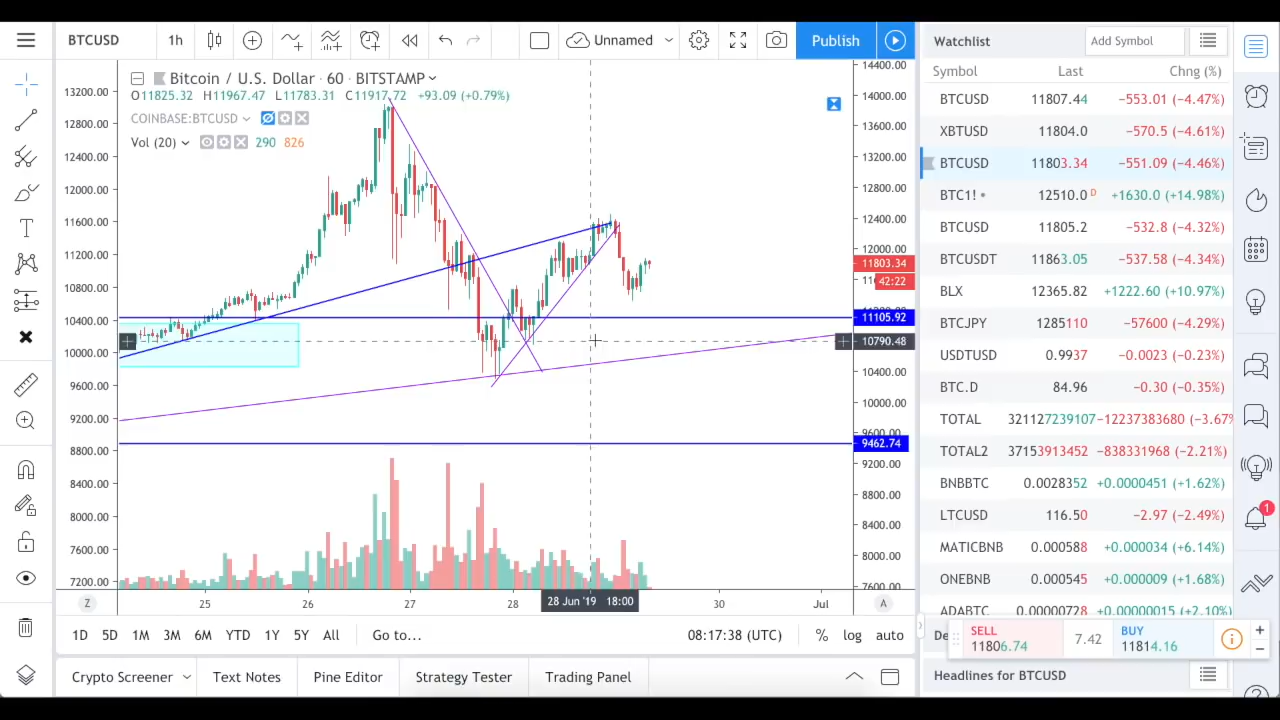 BTCUSD 1h Unnamed Publish
Bitcoin / U.S. Dollar · 60 · BITSTAMP
O11825.32 H11967.47 L11783.31 C11917.72 +93.09 (+0.79%)
COINBASE:BTCUSD
Vol (20) 290 826
13200.00
12800.00
12400.00
12000.00
11600.00
11200.00
10800.00
10400.00
10000.00
9600.00
9200.00
8800.00
8400.00
8000.00
7600.00
7200.00
14400.00
14000.00
13600.00
13200.00
12800.00
12400.00
12000.00
11803.34
42:22
11105.92
10790.48
10400.00
10000.00
9462.74
9200.00
8800.00
8400.00
8000.00
7600.00
Z 25 26 27 28 28 Jun '19 18:00 30 Jul A
1D 5D 1M 3M 6M YTD 1Y 5Y All Go to... 08:17:38 (UTC) % log auto
Crypto Screener Text Notes Pine Editor Strategy Tester Trading Panel
Watchlist Add Symbol
Symbol Last Chng (%)
BTCUSD 11807.44 −553.01 (−4.47%)
XBTUSD 11804.0 −570.5 (−4.61%)
BTCUSD 11803.34 −551.09 (−4.46%)
BTC1! 12510.0 D +1630.0 (+14.98%)
BTCUSD 11805.2 −532.8 (−4.32%)
BTCUSDT 11863.05 −537.58 (−4.34%)
BLX 12365.82 +1222.60 (+10.97%)
BTCJPY 1285110 −57600 (−4.29%)
USDTUSD 0.9937 −0.0023 (−0.23%)
BTC.D 84.96 −0.30 (−0.35%)
TOTAL 321127239107 −12237383680 (−3.67%
TOTAL2 37153913452 −838331968 (−2.21%)
BNBBTC 0.0028352 +0.0000451 (+1.62%)
LTCUSD 116.50 −2.97 (−2.49%)
MATICBNB 0.000588 +0.000034 (+6.14%)
ONEBNB 0.000545 +0.000009 (+1.68%)
ADABTC 0.00000728 +0.00000015 (+2.10%)
De
SELL 11806.74 7.42 BUY 11814.16
Headlines for BTCUSD
1